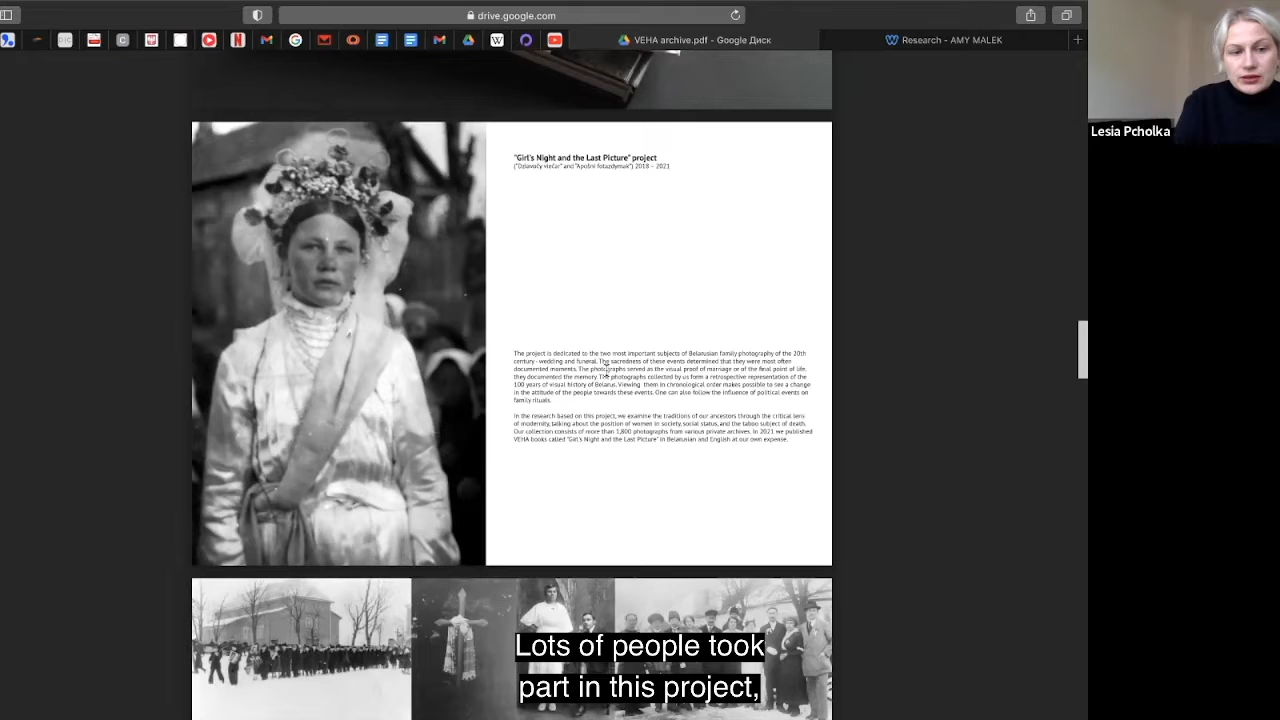 drive.google.com
VEHA archive.pdf - Google Диск
Research - AMY MALEK
Lesia Pcholka
"Girl's Night and the Last Picture" project
("Dziavočy viečar" and "Apošni fotazdymak") 2018 – 2021
The project is dedicated to the two most important subjects of Belarusian family photography of the 20th
century - wedding and funeral. The sacredness of these events determined that they were most often
documented moments. The photographs served as the visual proof of marriage or of the final point of life,
they documented the memory. The photographs collected by us form a retrospective representation of the
100 years of visual history of Belarus. Viewing them in chronological order makes possible to see a change
in the attitude of the people towards these events. One can also follow the influence of political events on
family rituals.
In the research based on this project, we examine the traditions of our ancestors through the critical lens
of modernity, talking about the position of women in society, social status, and the taboo subject of death.
Our collection consists of more than 1,800 photographs from various private archives. In 2021 we published
VEHA books called "Girl's Night and the Last Picture" in Belarusian and English at our own expense.
Lots of people took
part in this project,